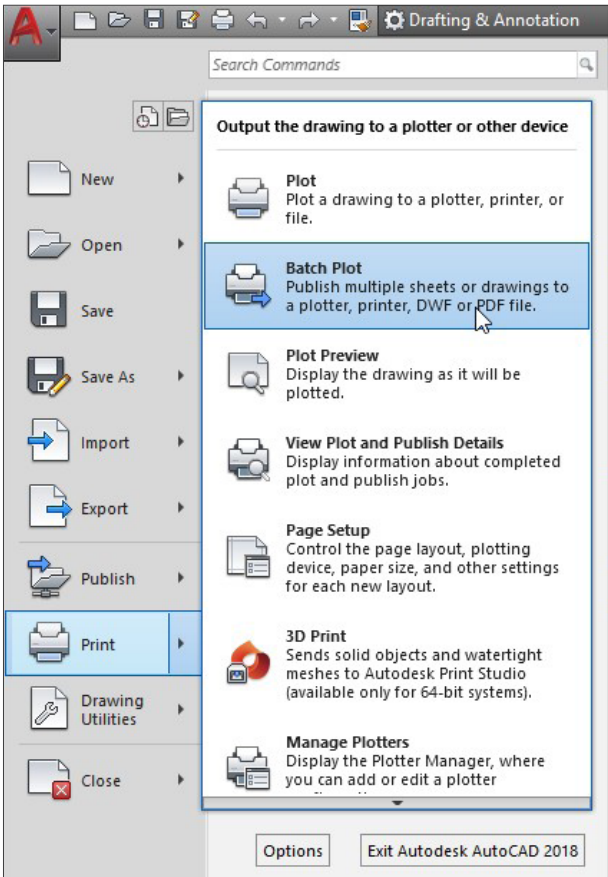 Drafting & Annotation
Search Commands
Output the drawing to a plotter or other device
New
Open
Save
Save As
Import
Export
Publish
Print
Drawing
Utilities
Close
Plot
Plot a drawing to a plotter, printer, or
file.
Batch Plot
Publish multiple sheets or drawings to
a plotter, printer, DWF or PDF file.
Plot Preview
Display the drawing as it will be
plotted.
View Plot and Publish Details
Display information about completed
plot and publish jobs.
Page Setup
Control the page layout, plotting
device, paper size, and other settings
for each new layout.
3D Print
Sends solid objects and watertight
meshes to Autodesk Print Studio
(available only for 64-bit systems).
Manage Plotters
Display the Plotter Manager, where
you can add or edit a plotter
Options
Exit Autodesk AutoCAD 2018